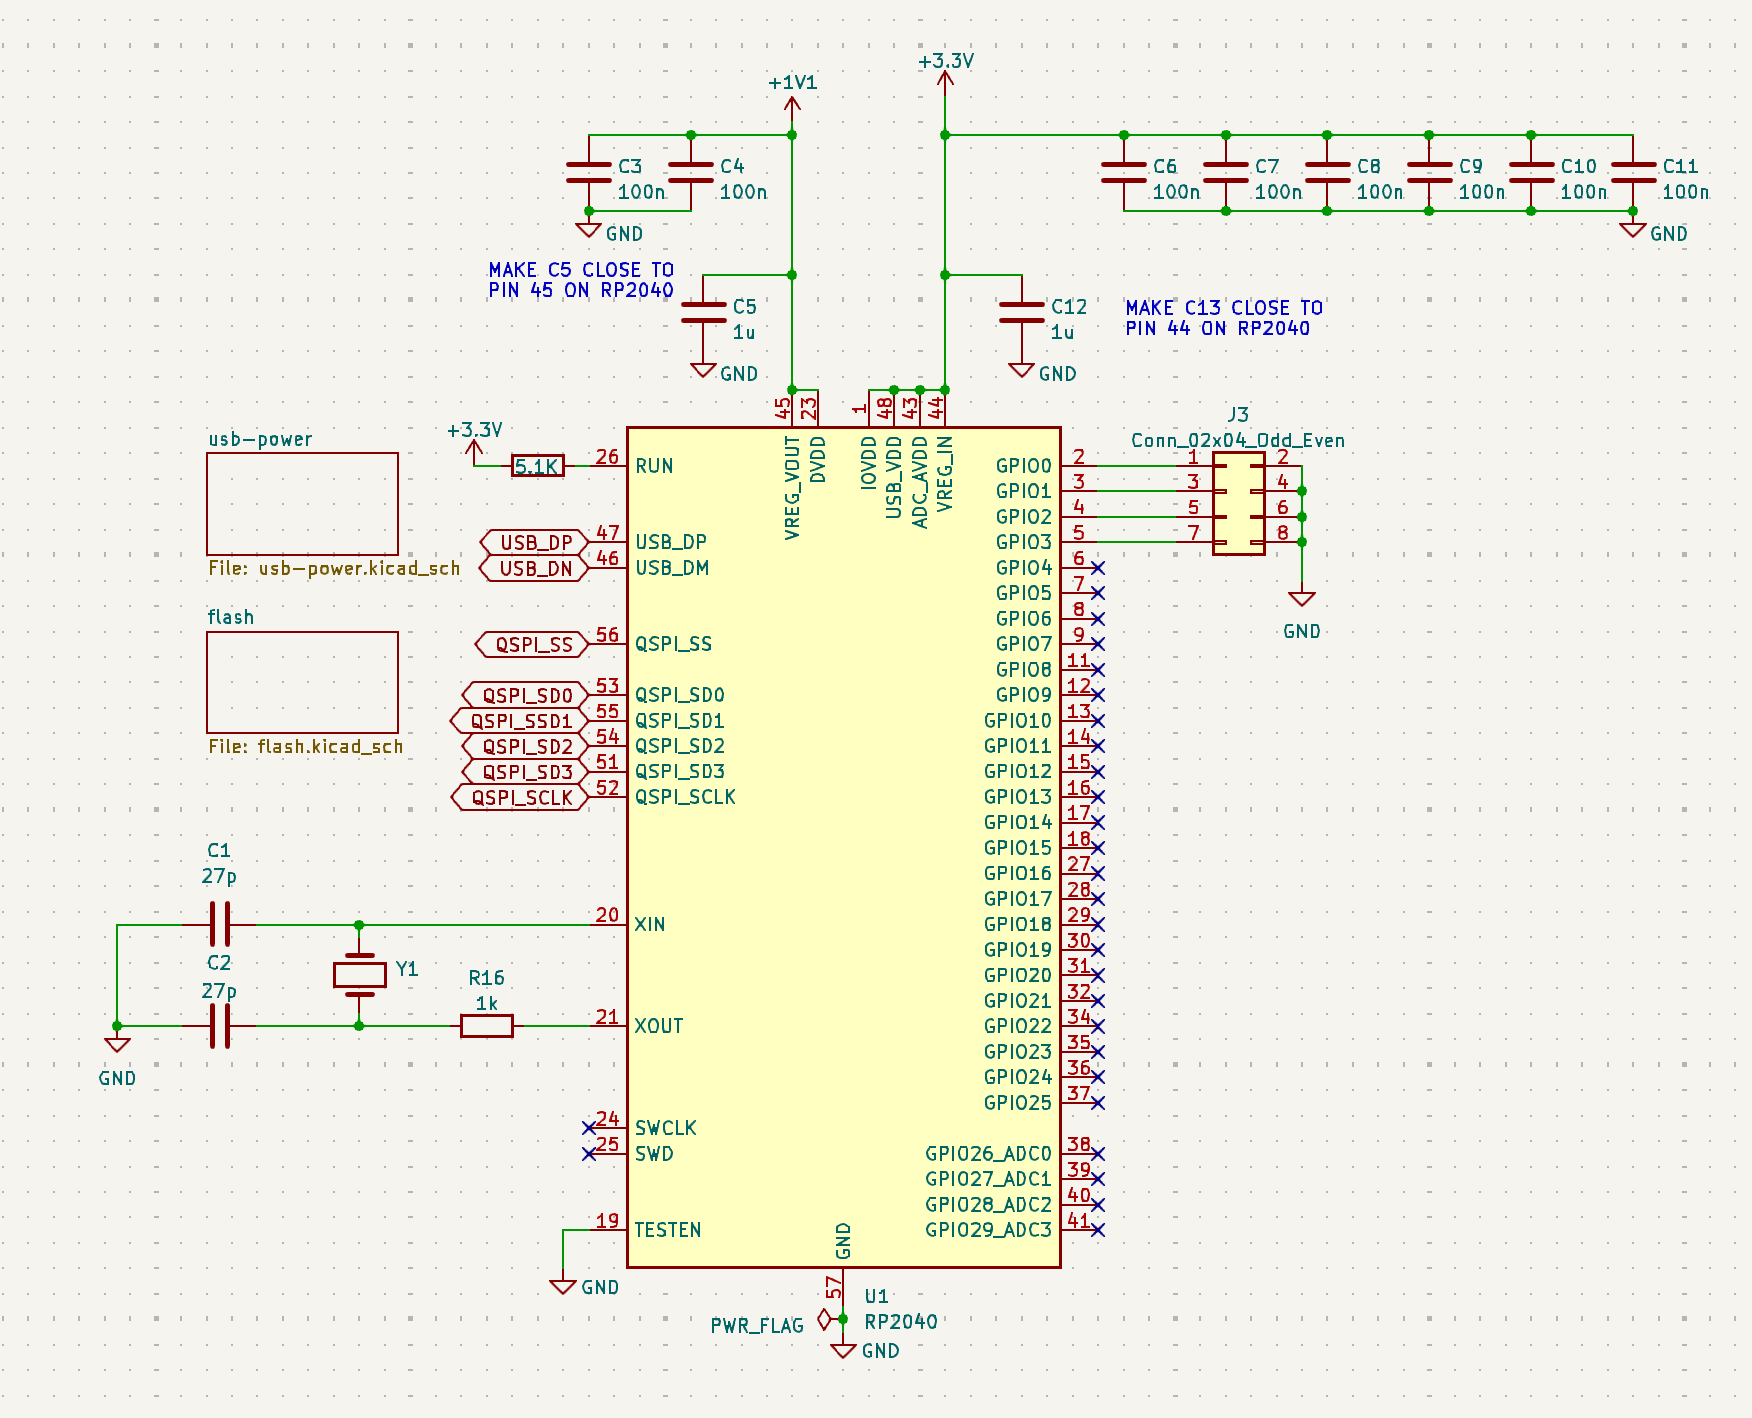 +1V1
+3.3V
C3
100n
C4
100n
GND
C6
100n
C7
100n
C8
100n
C9
100n
C10
100n
C11
100n
GND
MAKE C5 CLOSE TO
PIN 45 ON RP2040
C5
1u
GND
C12
1u
GND
MAKE C13 CLOSE TO
PIN 44 ON RP2040
usb-power
File: usb-power.kicad_sch
flash
File: flash.kicad_sch
+3.3V
5.1K
45
23
1
48
43
44
VREG_VOUT
DVDD
IOVDD
USB_VDD
ADC_AVDD
VREG_IN
26
RUN
USB_DP
47
USB_DP
USB_DN
46
USB_DM
QSPI_SS
56
QSPI_SS
QSPI_SD0
53
QSPI_SD0
QSPI_SSD1
55
QSPI_SD1
QSPI_SD2
54
QSPI_SD2
QSPI_SD3
51
QSPI_SD3
QSPI_SCLK
52
QSPI_SCLK
C1
27p
C2
27p
Y1
R16
1k
GND
20
XIN
21
XOUT
24
SWCLK
25
SWD
19
TESTEN
GND
GPIO0
2
GPIO1
3
GPIO2
4
GPIO3
5
GPIO4
6
GPIO5
7
GPIO6
8
GPIO7
9
GPIO8
11
GPIO9
12
GPIO10
13
GPIO11
14
GPIO12
15
GPIO13
16
GPIO14
17
GPIO15
18
GPIO16
27
GPIO17
28
GPIO18
29
GPIO19
30
GPIO20
31
GPIO21
32
GPIO22
34
GPIO23
35
GPIO24
36
GPIO25
37
GPIO26_ADC0
38
GPIO27_ADC1
39
GPIO28_ADC2
40
GPIO29_ADC3
41
J3
Conn_02x04_Odd_Even
1
2
3
4
5
6
7
8
GND
GND
57
U1
RP2040
PWR_FLAG
GND